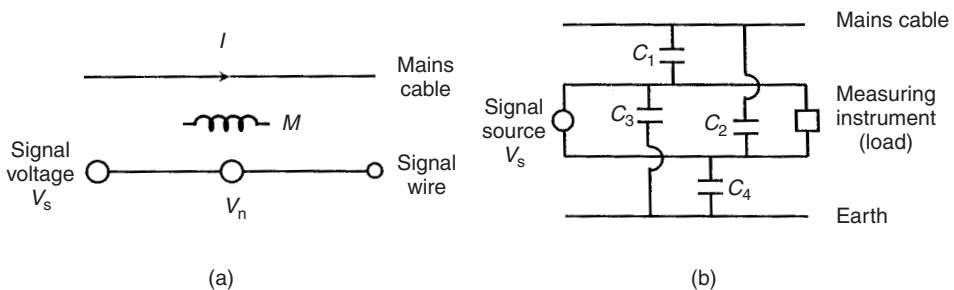 I
Mains
cable
M
Signal
voltage
Vs
Vn
Signal
wire
(a)
Mains cable
C1
Signal
source
Vs
C3
C2
Measuring
instrument
(load)
C4
Earth
(b)